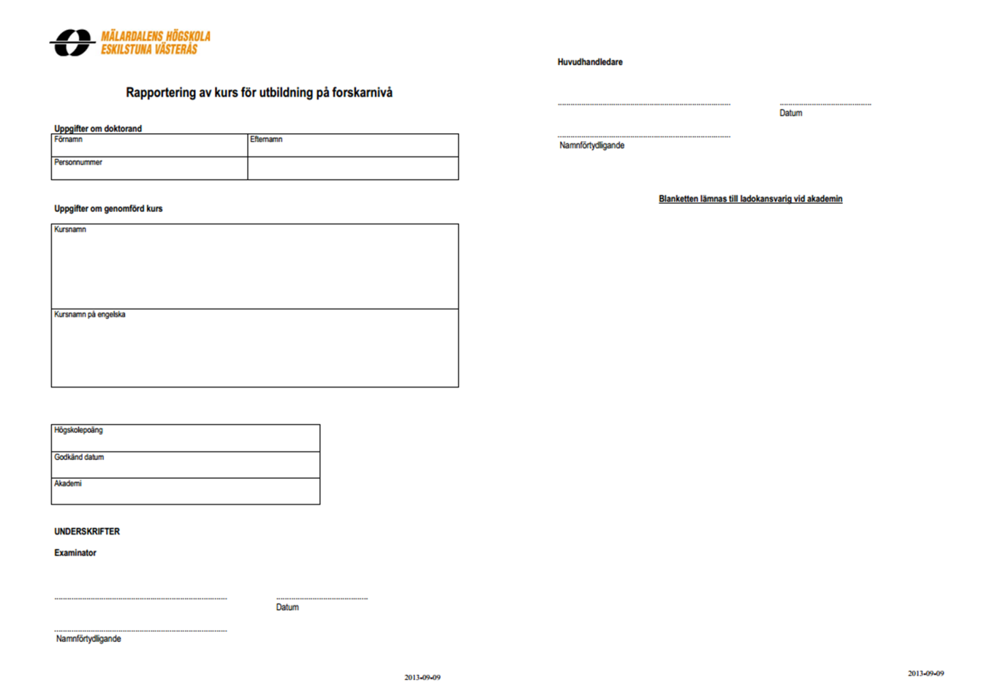 MÄLARDALENS HÖGSKOLA
ESKILSTUNA VÄSTERÅS
Rapportering av kurs för utbildning på forskarnivå
Uppgifter om doktorand
Förnamn
Efternamn
Personnummer
Uppgifter om genomförd kurs
Kursnamn
Kursnamn på engelska
Högskolepoäng
Godkänd datum
Akademi
UNDERSKRIFTER
Examinator
Datum
Namnförtydligande
2013-09-09
Huvudhandledare
Datum
Namnförtydligande
Blanketten lämnas till ladokansvarig vid akademin
2013-09-09